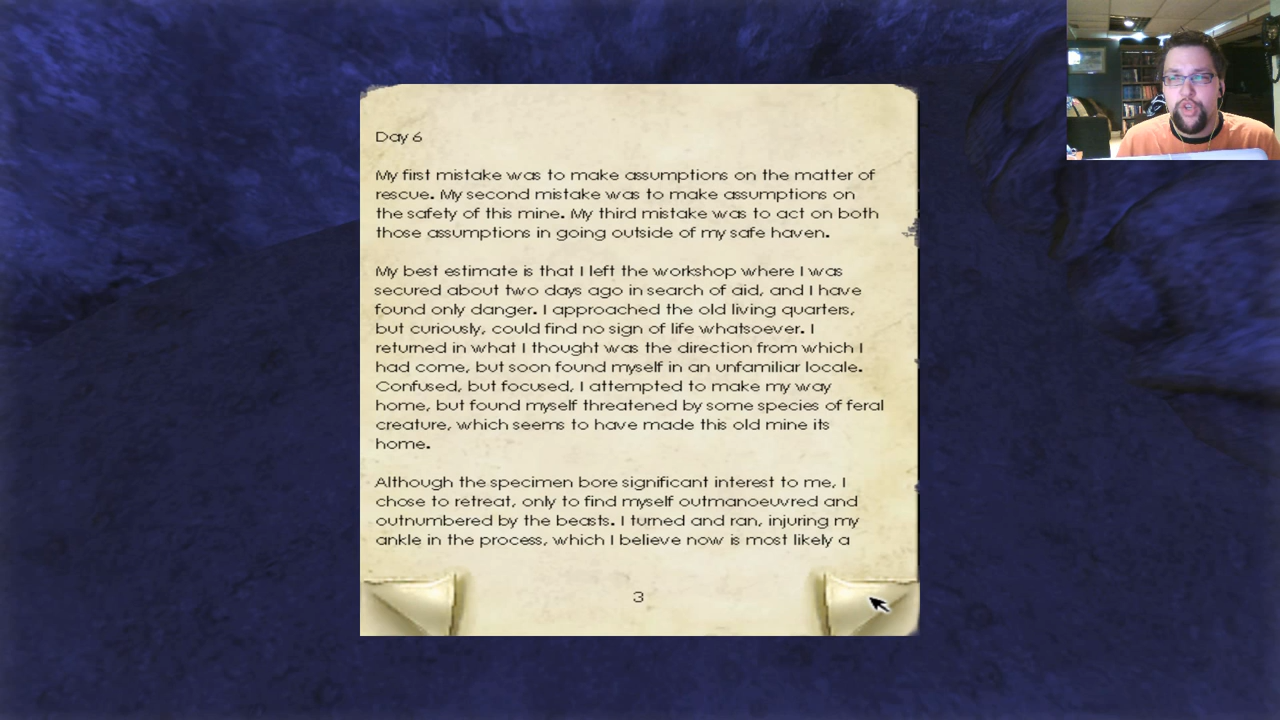 Day 6
My first mistake was to make assumptions on the matter of
rescue. My second mistake was to make assumptions on
the safety of this mine. My third mistake was to act on both
those assumptions in going outside of my safe haven.
My best estimate is that I left the workshop where I was
secured about two days ago in search of aid, and I have
found only danger. I approached the old living quarters,
but curiously, could find no sign of life whatsoever. I
returned in what I thought was the direction from which I
had come, but soon found myself in an unfamiliar locale.
Confused, but focused, I attempted to make my way
home, but found myself threatened by some species of feral
creature, which seems to have made this old mine its
home.
Although the specimen bore significant interest to me, I
chose to retreat, only to find myself outmanoeuvred and
outnumbered by the beasts. I turned and ran, injuring my
ankle in the process, which I believe now is most likely a
3